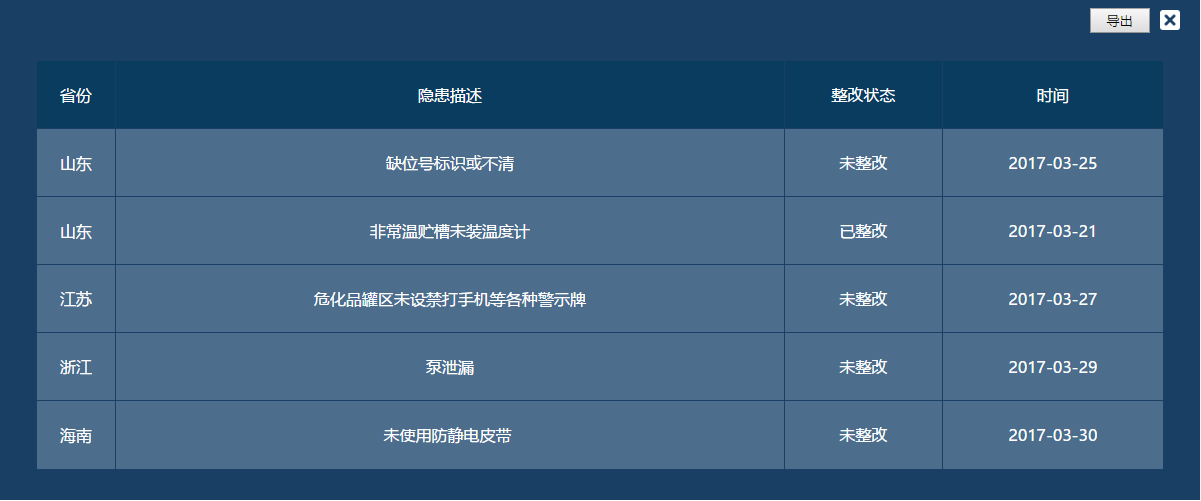 导出
省份 隐患描述 整改状态 时间
山东 缺位号标识或不清 未整改 2017-03-25
山东 非常温贮槽未装温度计 已整改 2017-03-21
江苏 危化品罐区未设禁打手机等各种警示牌 未整改 2017-03-27
浙江 泵泄漏 未整改 2017-03-29
海南 未使用防静电皮带 未整改 2017-03-30